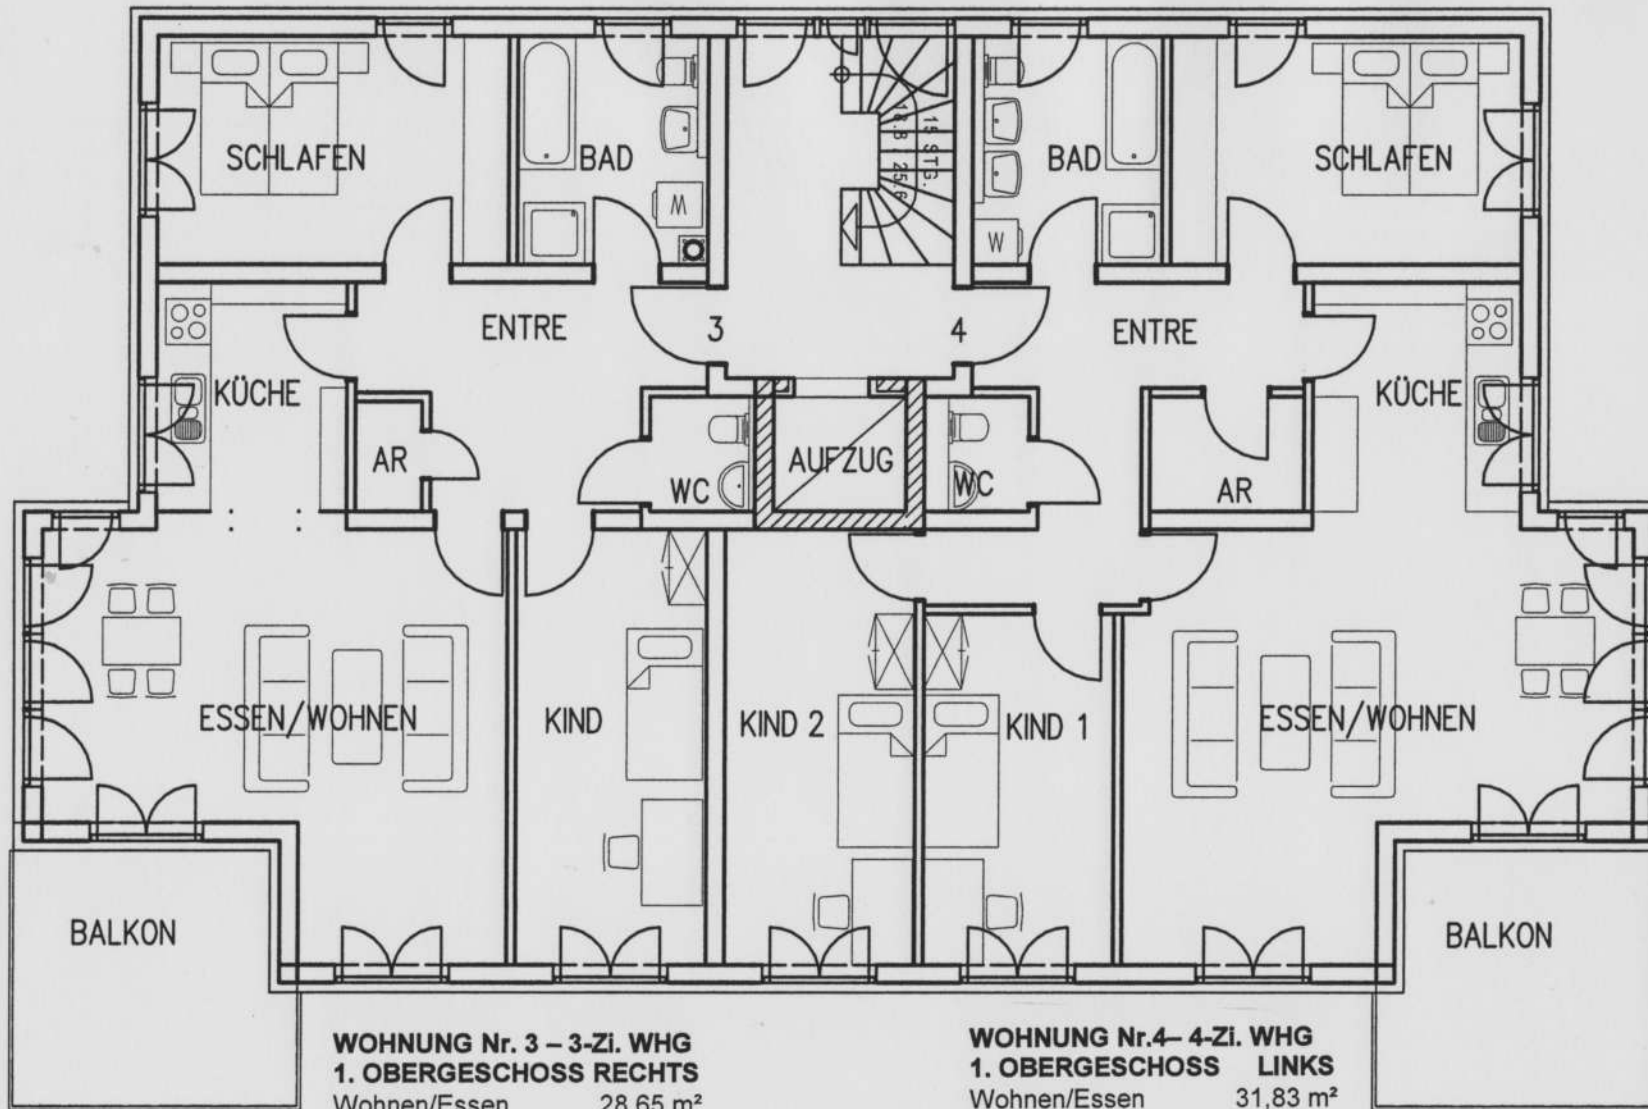 15 STG.
18.8 / 25.6
SCHLAFEN
BAD
BAD
SCHLAFEN
W
W
ENTRE
3
4
ENTRE
KÜCHE
KÜCHE
AR
AUFZUG
WC
WC
AR
ESSEN/WOHNEN
KIND
KIND 2
KIND 1
ESSEN/WOHNEN
BALKON
BALKON
WOHNUNG Nr. 3 – 3-Zi. WHG
1. OBERGESCHOSS RECHTS
Wohnen/Essen 28,65 m²
WOHNUNG Nr.4– 4-Zi. WHG
1. OBERGESCHOSS LINKS
Wohnen/Essen 31,83 m²